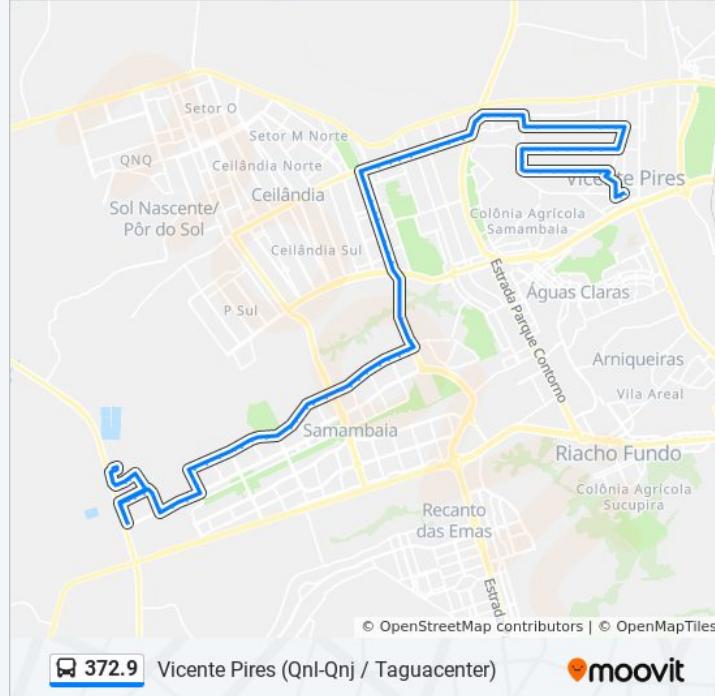 Setor O
Setor M Norte
QNQ
Ceilândia Norte
Ceilândia
Sol Nascente/
Pôr do Sol
Vicente Pires
Colônia Agrícola
Samambaia
Ceilândia Sul
P Sul
Águas Claras
Estrada Parque Contorno
Arniqueiras
Vila Areal
Samambaia
Riacho Fundo
Colônia Agrícola
Sucupira
Recanto
das Emas
Estrad
© OpenStreetMap contributors | © OpenMapTiles
372.9 Vicente Pires (Qnl-Qnj / Taguacenter)
moovit